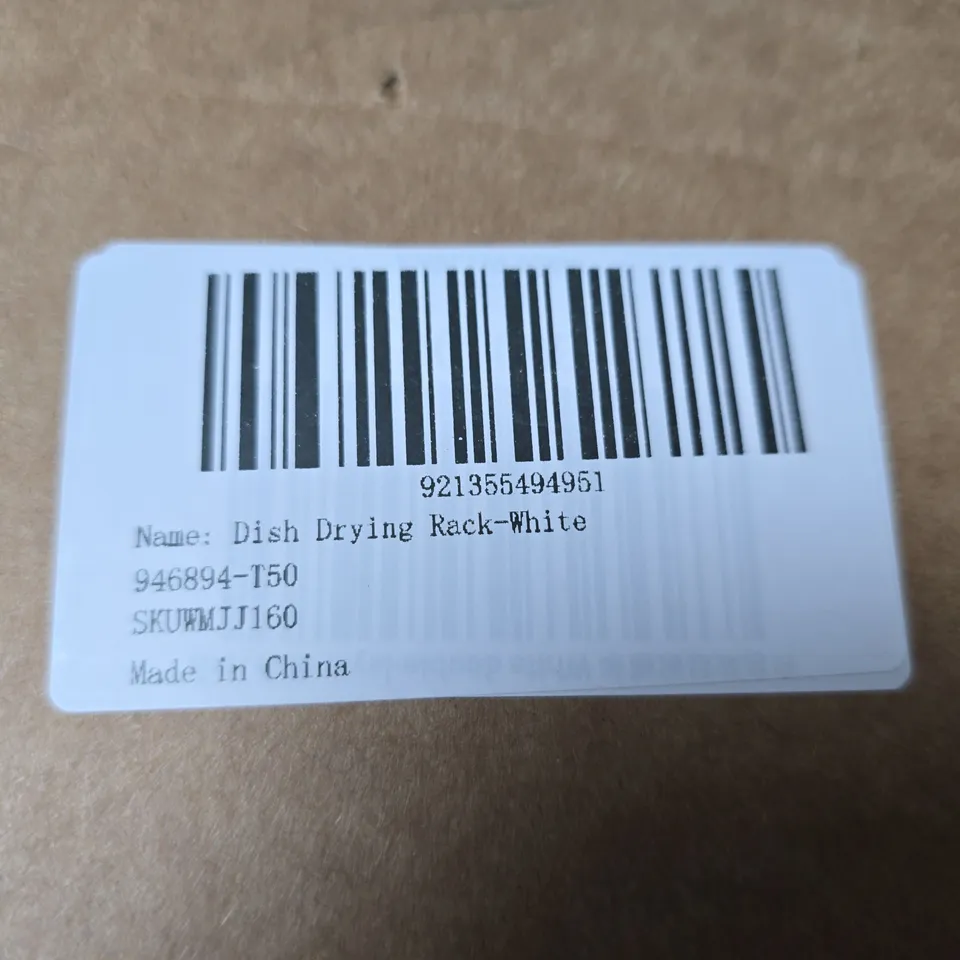 921355494951
Name: Dish Drying Rack-White
946894-T50
SKUWMJJ160
Made in China